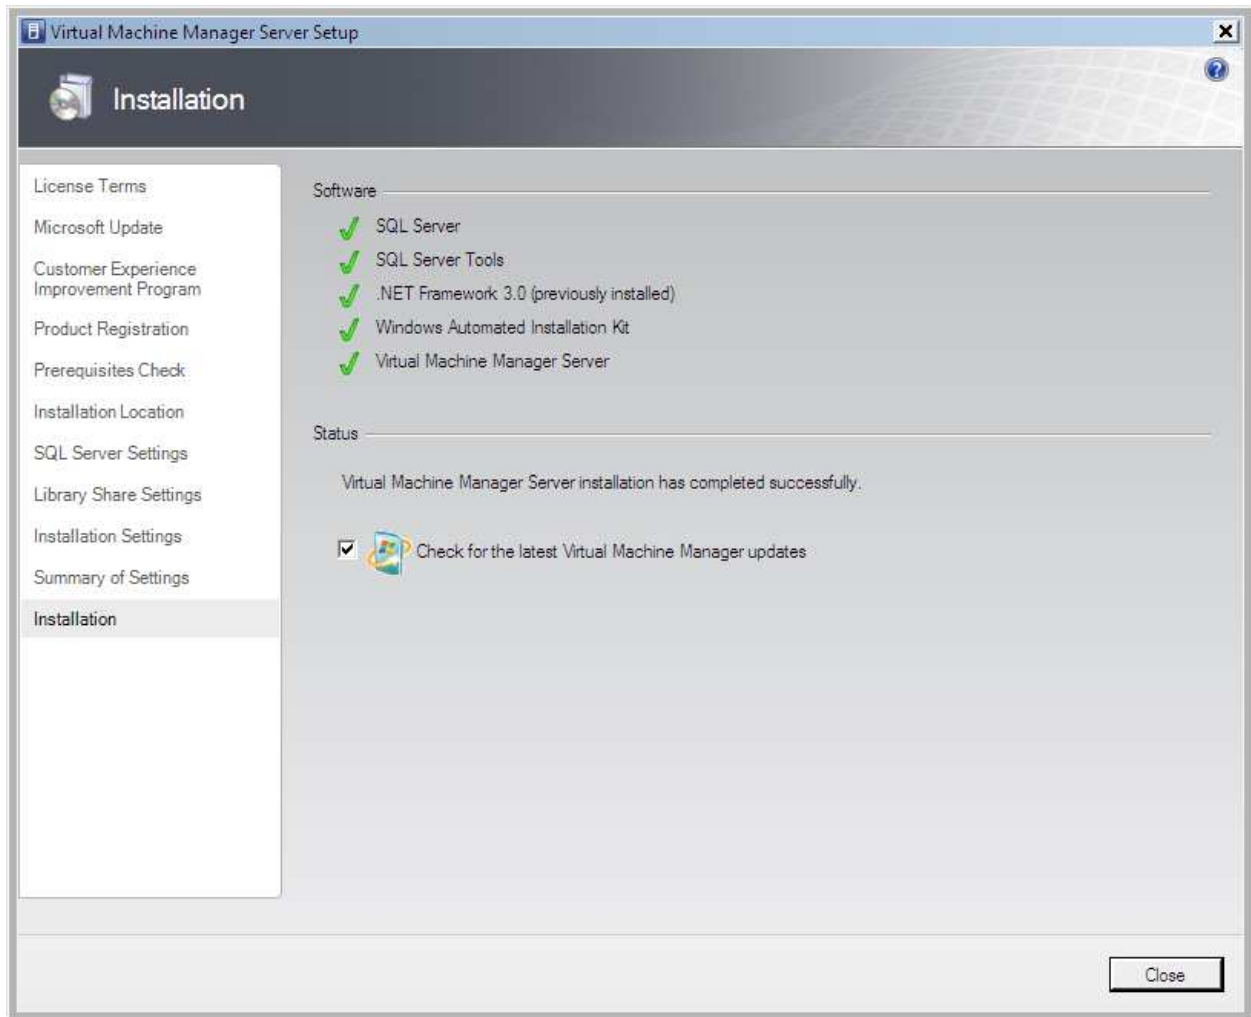 Virtual Machine Manager Server Setup
Installation
License Terms
Microsoft Update
Customer Experience
Improvement Program
Product Registration
Prerequisites Check
Installation Location
SQL Server Settings
Library Share Settings
Installation Settings
Summary of Settings
Installation
Software
SQL Server
SQL Server Tools
.NET Framework 3.0 (previously installed)
Windows Automated Installation Kit
Virtual Machine Manager Server
Status
Virtual Machine Manager Server installation has completed successfully.
Check for the latest Virtual Machine Manager updates
Close